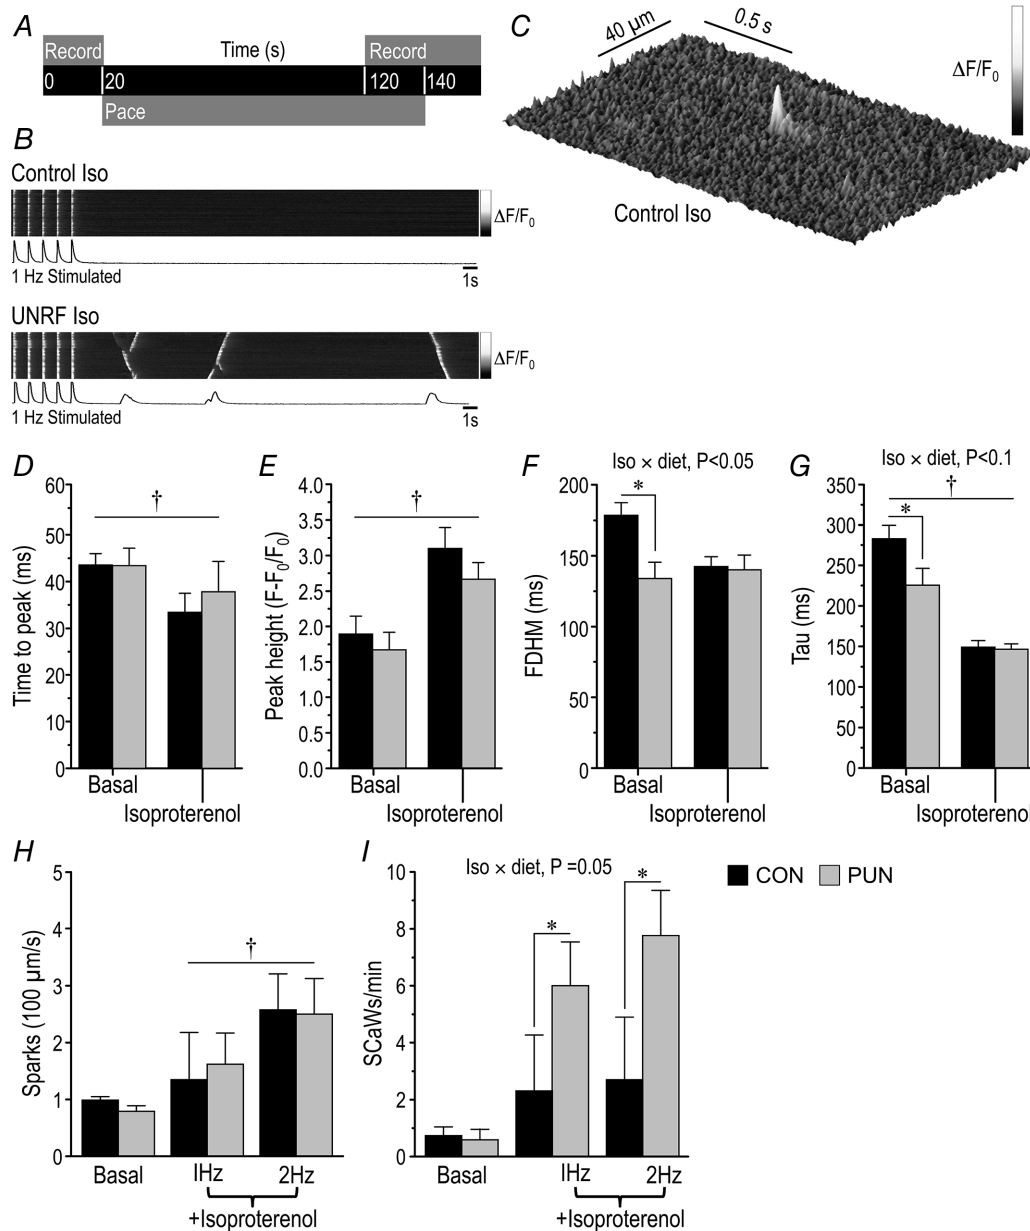 A
Record
Time (s)
Record
0
20
120
140
Pace
B
Control Iso
ΔF/F0
1 Hz Stimulated
1s
UNRF Iso
ΔF/F0
1 Hz Stimulated
1s
C
40 µm
0.5 s
ΔF/F0
Control Iso
D
60
50
40
30
20
10
0
Time to peak (ms)
†
Basal
Isoproterenol
E
4.0
3.5
3.0
2.5
2.0
1.5
1.0
0.5
0.0
Peak height (F-F0/F0)
†
Basal
Isoproterenol
F
Iso × diet, P<0.05
200
150
100
50
0
FDHM (ms)
*
Basal
Isoproterenol
G
Iso × diet, P<0.1
350
300
250
200
150
100
50
0
Tau (ms)
†
*
Basal
Isoproterenol
H
5
4
3
2
1
0
Sparks (100 µm/s)
†
Basal
IHz
2Hz
+Isoproterenol
I
Iso × diet, P =0.05
10
8
6
4
2
0
SCaWs/min
*
*
Basal
IHz
2Hz
+Isoproterenol
CON
PUN